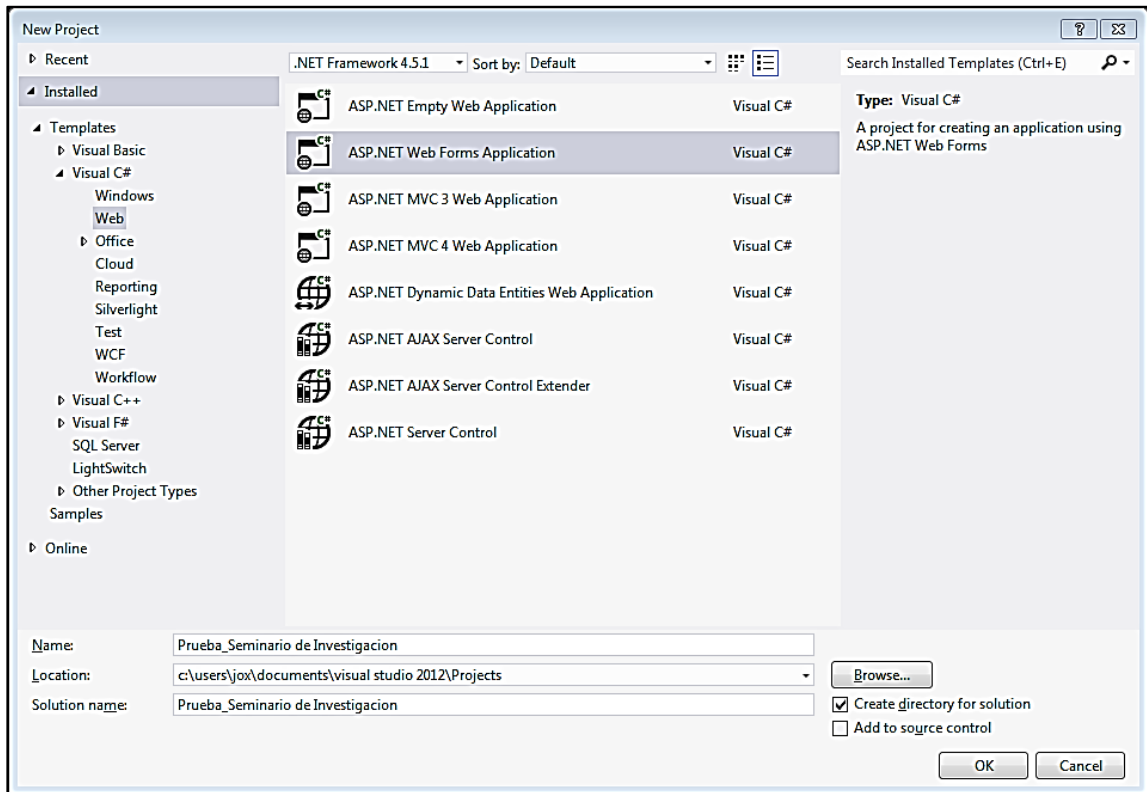 New Project
Recent
Installed
Templates
Visual Basic
Visual C#
Windows
Web
Office
Cloud
Reporting
Silverlight
Test
WCF
Workflow
Visual C++
Visual F#
SQL Server
LightSwitch
Other Project Types
Samples
Online
.NET Framework 4.5.1 Sort by: Default
ASP.NET Empty Web Application Visual C#
ASP.NET Web Forms Application Visual C#
ASP.NET MVC 3 Web Application Visual C#
ASP.NET MVC 4 Web Application Visual C#
ASP.NET Dynamic Data Entities Web Application Visual C#
ASP.NET AJAX Server Control Visual C#
ASP.NET AJAX Server Control Extender Visual C#
ASP.NET Server Control Visual C#
Search Installed Templates (Ctrl+E)
Type: Visual C#
A project for creating an application using
ASP.NET Web Forms
Name: Prueba_Seminario de Investigacion
Location: c:\users\jox\documents\visual studio 2012\Projects
Browse...
Solution name: Prueba_Seminario de Investigacion
Create directory for solution
Add to source control
OK Cancel